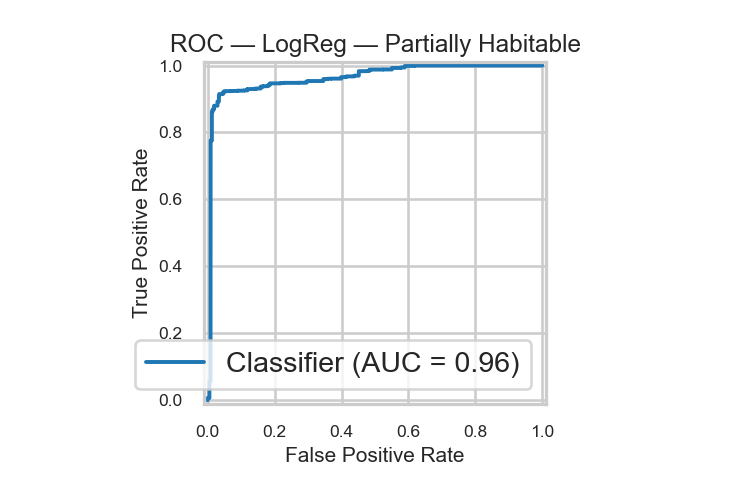 ROC — LogReg — Partially Habitable
1.0
0.8
0.6
0.4
0.2
0.0
True Positive Rate
Classifier (AUC = 0.96)
0.0 0.2 0.4 0.6 0.8 1.0
False Positive Rate